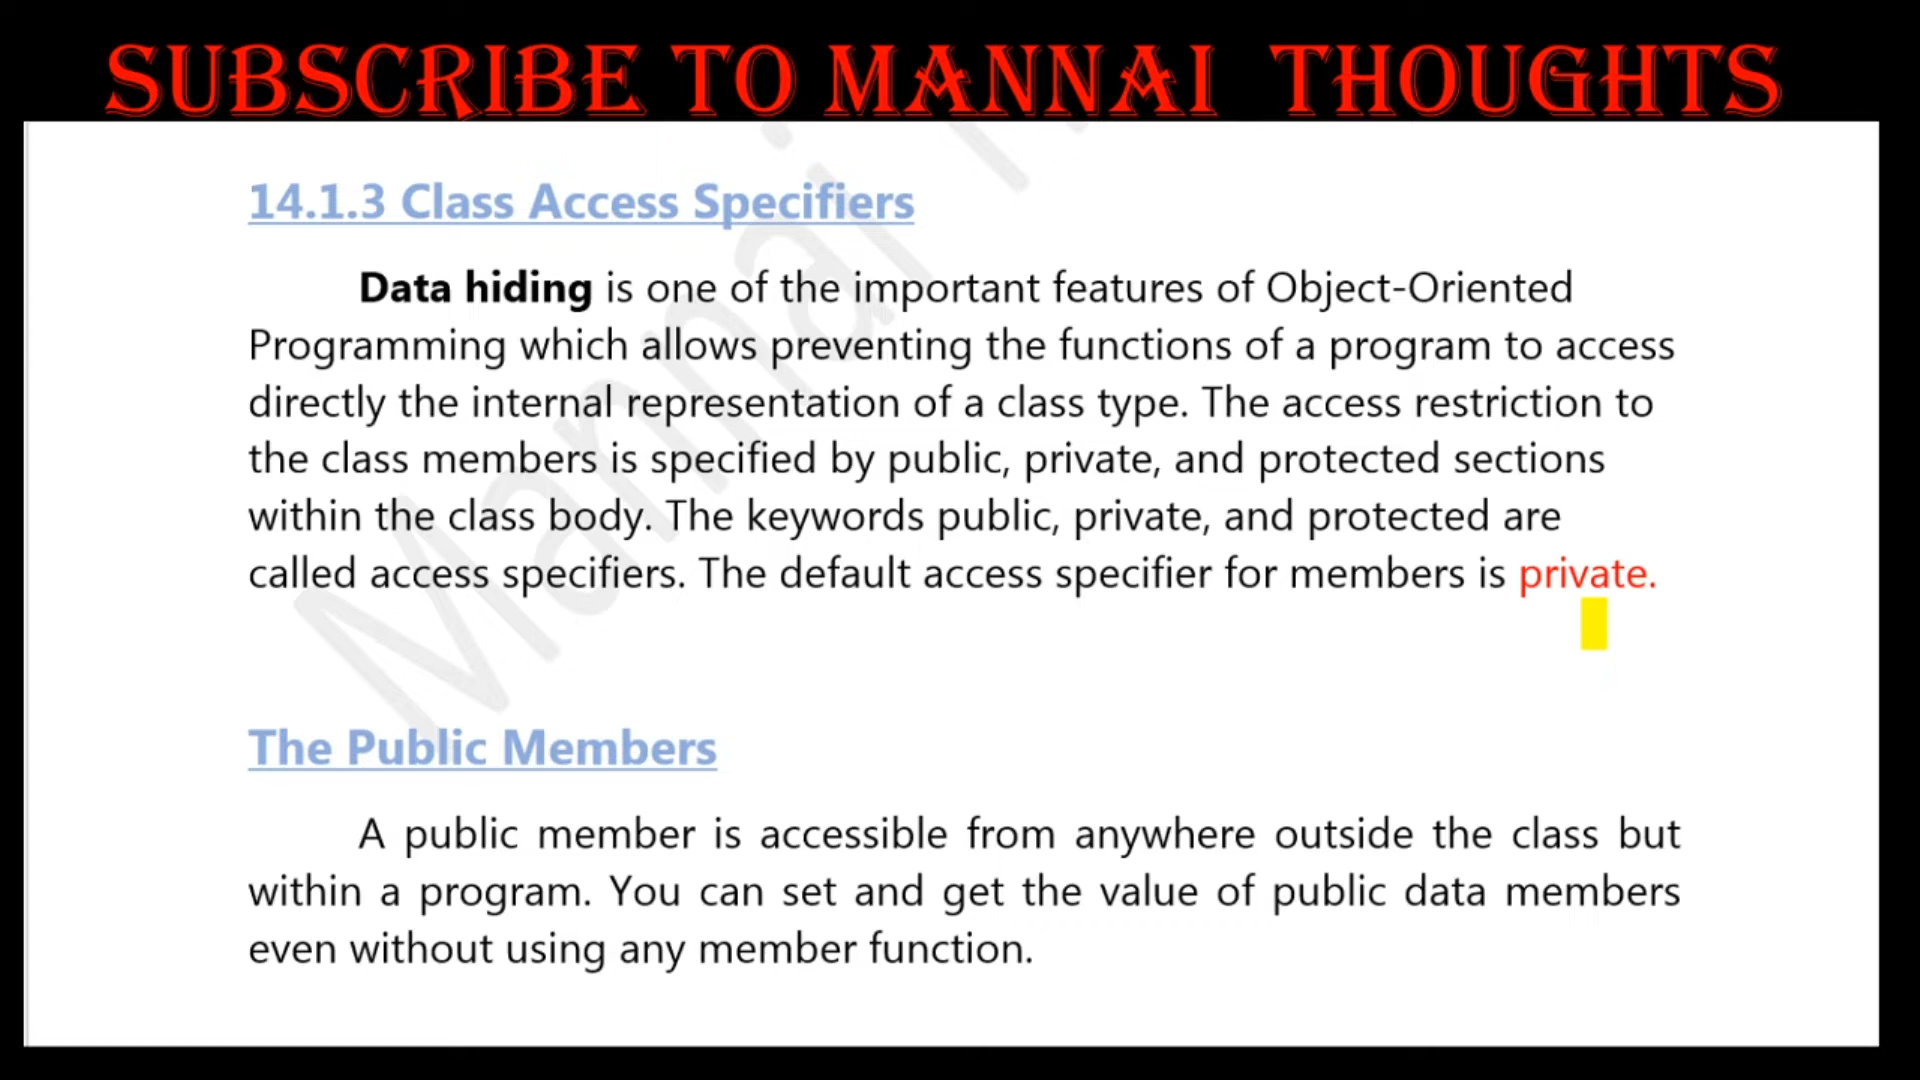 SUBSCRIBE TO MANNAI THOUGHTS
14.1.3 Class Access Specifiers
Data hiding is one of the important features of Object-Oriented
Programming which allows preventing the functions of a program to access
directly the internal representation of a class type. The access restriction to
the class members is specified by public, private, and protected sections
within the class body. The keywords public, private, and protected are
called access specifiers. The default access specifier for members is private.
The Public Members
A public member is accessible from anywhere outside the class but
within a program. You can set and get the value of public data members
even without using any member function.
Mannai